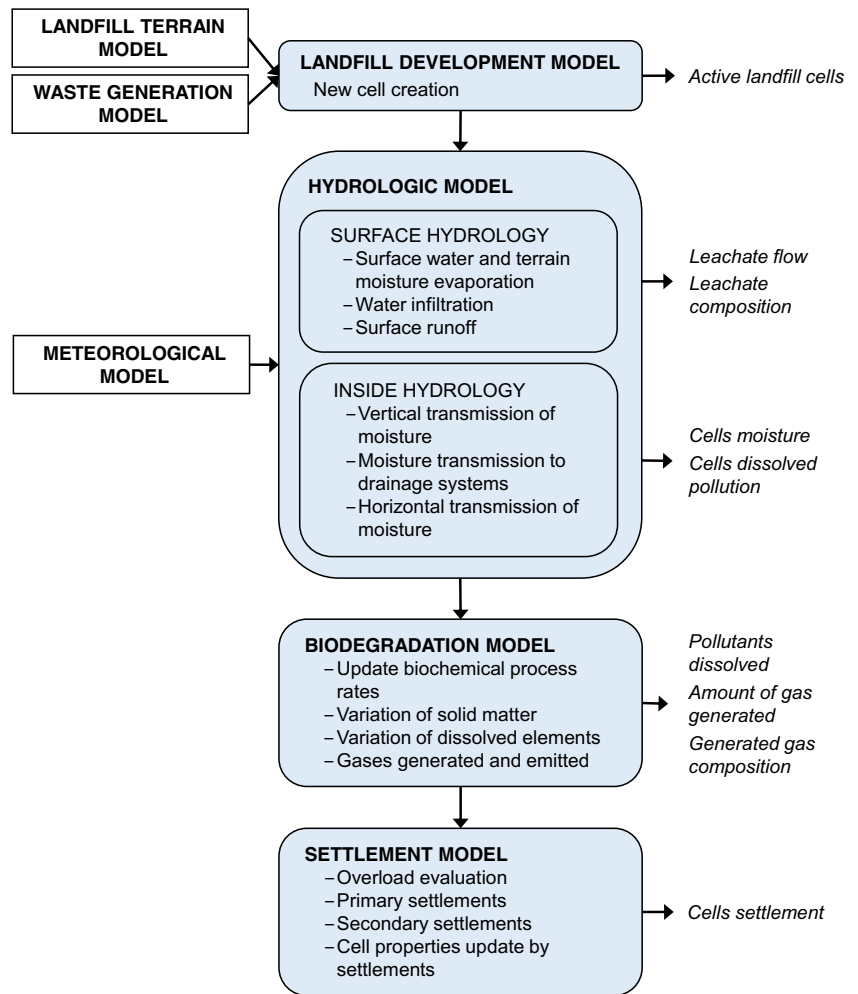 LANDFILL TERRAIN
MODEL
WASTE GENERATION
MODEL
LANDFILL DEVELOPMENT MODEL
New cell creation
Active landfill cells
HYDROLOGIC MODEL
SURFACE HYDROLOGY
–Surface water and terrain
moisture evaporation
–Water infiltration
–Surface runoff
Leachate flow
Leachate
composition
METEOROLOGICAL
MODEL
INSIDE HYDROLOGY
–Vertical transmission of
moisture
–Moisture transmission to
drainage systems
–Horizontal transmission of
moisture
Cells moisture
Cells dissolved
pollution
BIODEGRADATION MODEL
–Update biochemical process
rates
–Variation of solid matter
–Variation of dissolved elements
–Gases generated and emitted
Pollutants
dissolved
Amount of gas
generated
Generated gas
composition
SETTLEMENT MODEL
–Overload evaluation
–Primary settlements
–Secondary settlements
–Cell properties update by
settlements
Cells settlement